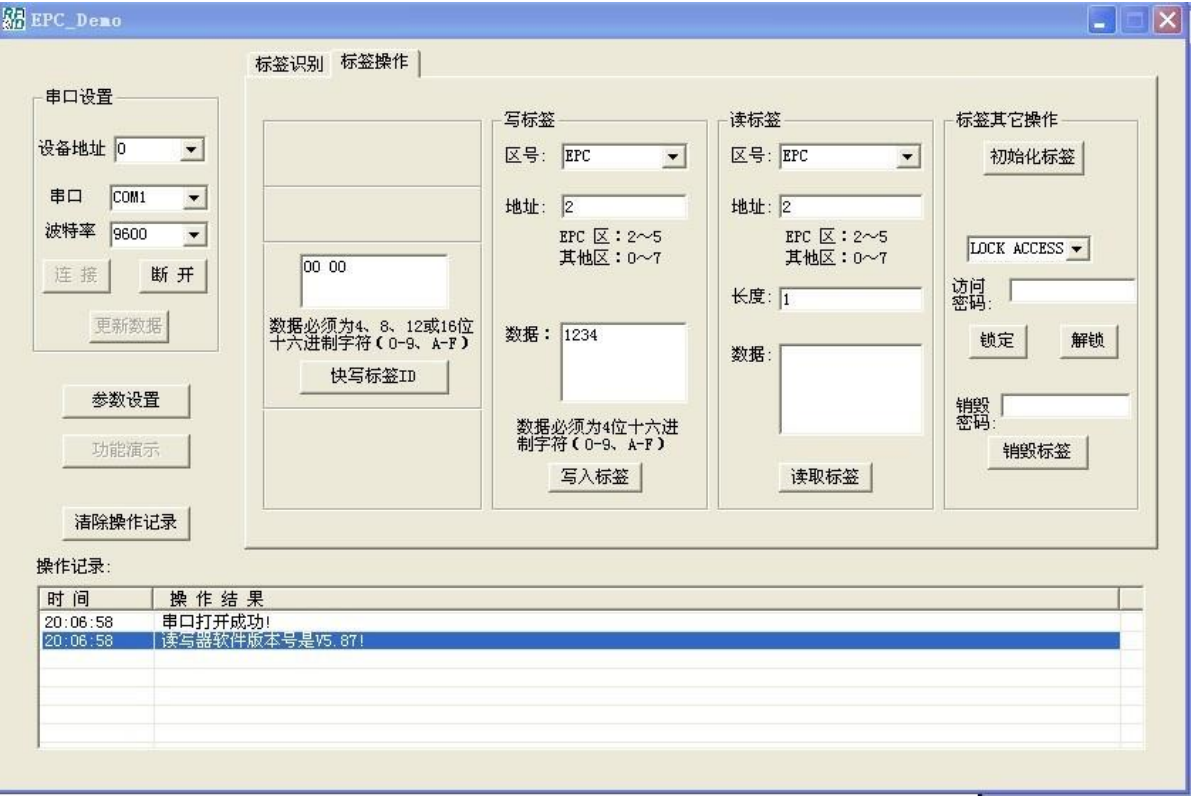 EPC_Demo
标签识别 标签操作
串口设置
设备地址 0
串口 COM1
波特率 9600
连 接 断 开
更新数据
参数设置
功能演示
清除操作记录
00 00
数据必须为4、8、12或16位
十六进制字符(0-9、A-F)
快写标签ID
写标签
区号: EPC
地址: 2
EPC 区：2～5
其他区：0～7
数据： 1234
数据必须为4位十六进
制字符(0-9、A-F)
写入标签
读标签
区号: EPC
地址: 2
EPC 区：2～5
其他区：0～7
长度: 1
数据:
读取标签
标签其它操作
初始化标签
LOCK ACCESS
访问
密码:
锁定 解锁
销毁
密码:
销毁标签
操作记录:
时 间 操 作 结 果
20:06:58 串口打开成功!
20:06:58 读写器软件版本号是V5.87!